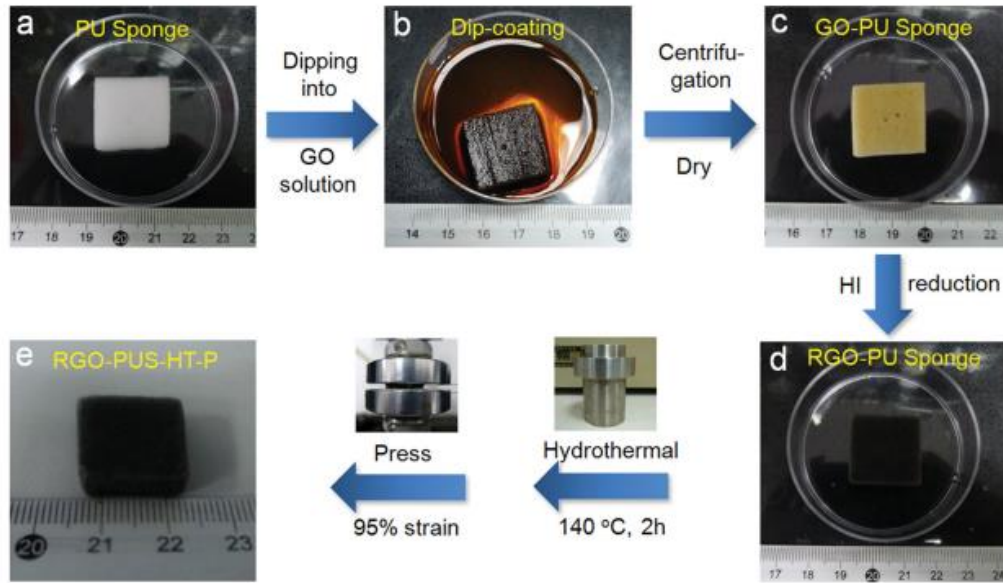 a
PU Sponge
17 18 19 20 21 22 23 2
Dipping
into
GO
solution
b
Dip-coating
14 15 16 17 18 19 20
Centrifu-
gation
Dry
c
GO-PU Sponge
16 17 18 19 20 21 22
HI
reduction
d
RGO-PU Sponge
17 18 19 20 21 22 23 24
Hydrothermal
140 °C, 2h
Press
95% strain
e
RGO-PUS-HT-P
20 21 22 23